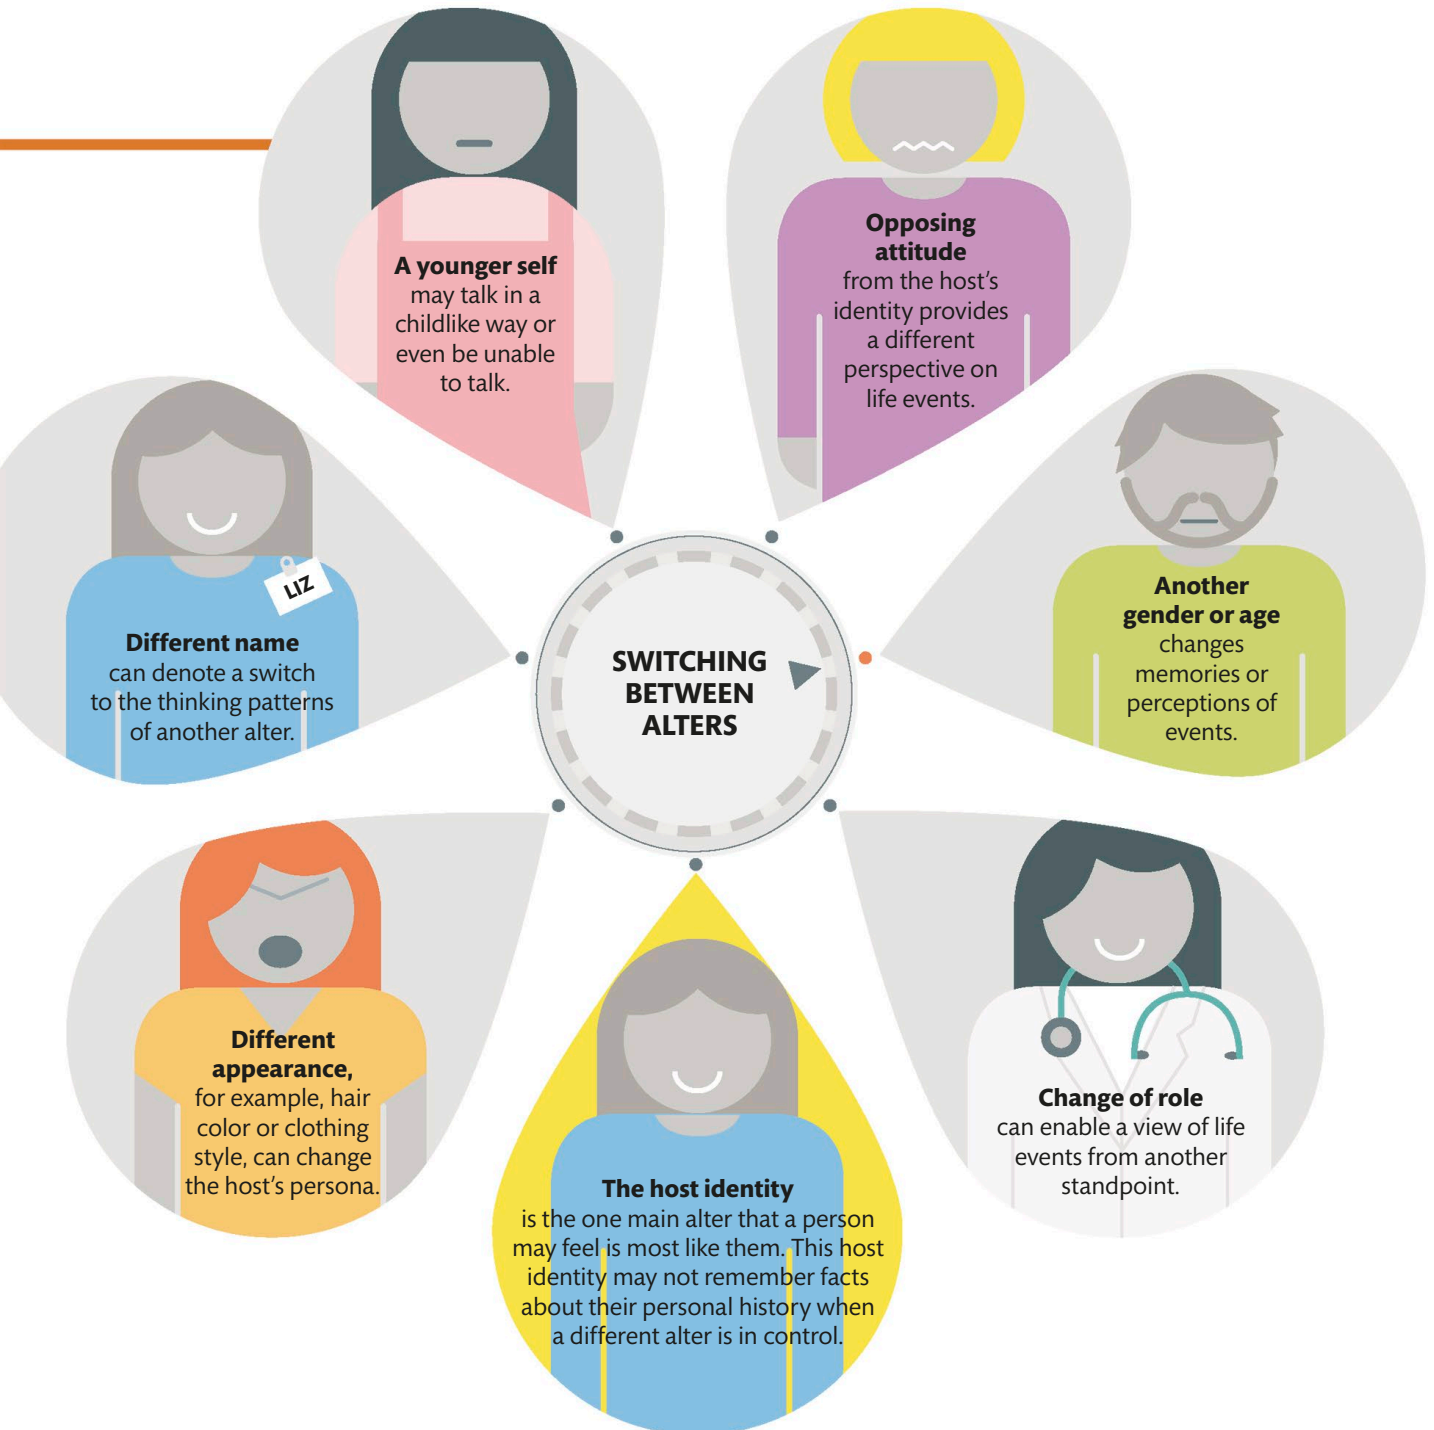 A younger self
may talk in a
childlike way or
even be unable
to talk.
Opposing
attitude
from the host’s
identity provides
a different
perspective on
life events.
LIZ
Different name
can denote a switch
to the thinking patterns
of another alter.
SWITCHING
BETWEEN
ALTERS
Another
gender or age
changes
memories or
perceptions of
events.
Different
appearance,
for example, hair
color or clothing
style, can change
the host’s persona.
The host identity
is the one main alter that a person
may feel is most like them. This host
identity may not remember facts
about their personal history when
a different alter is in control.
Change of role
can enable a view of life
events from another
standpoint.